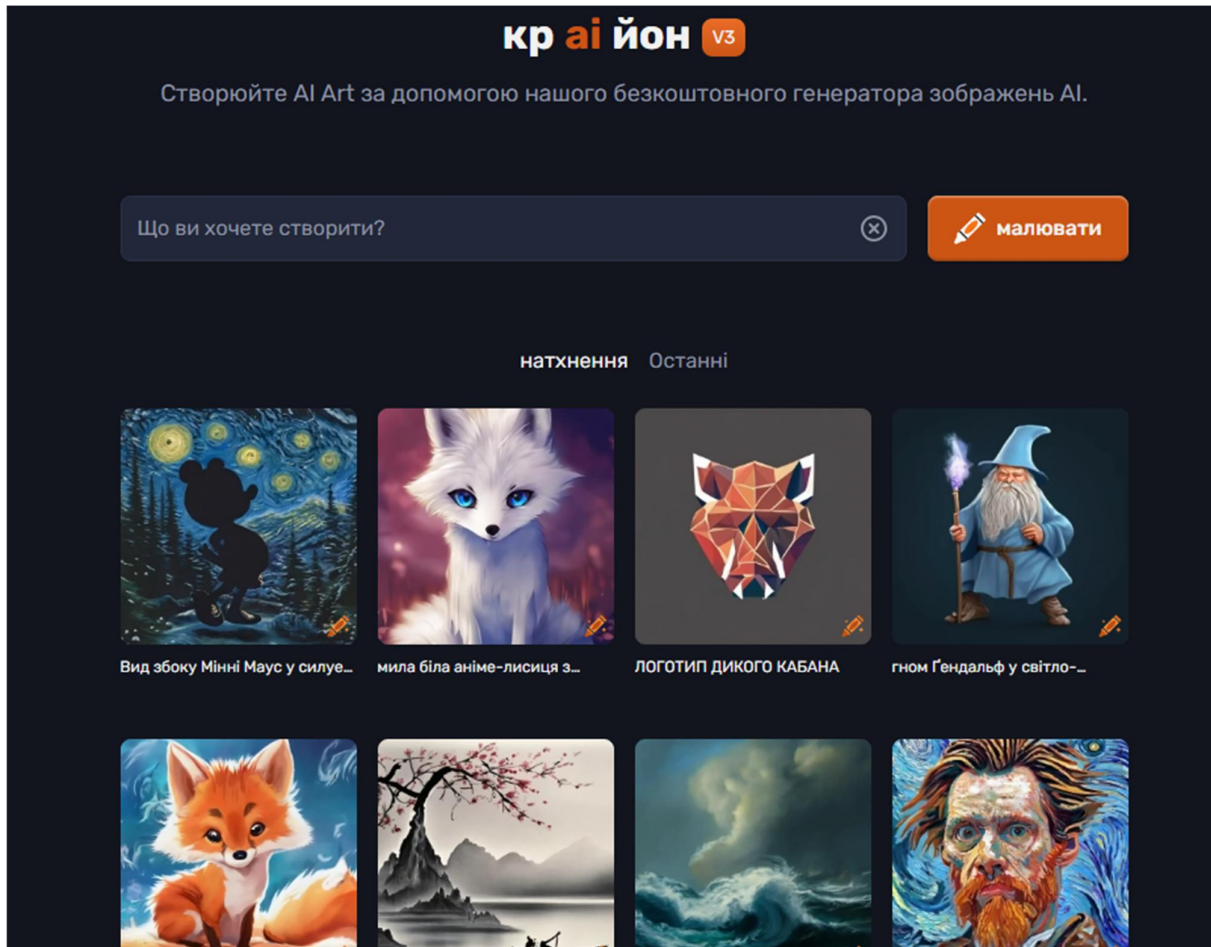 кр ai йон V3
Створюйте AI Art за допомогою нашого безкоштовного генератора зображень AI.
Що ви хочете створити?
малювати
натхнення Останні
Вид збоку Мінні Маус у силуе...
мила біла аніме-лисиця з...
ЛОГОТИП ДИКОГО КАБАНА
гном Ґендальф у світло-...